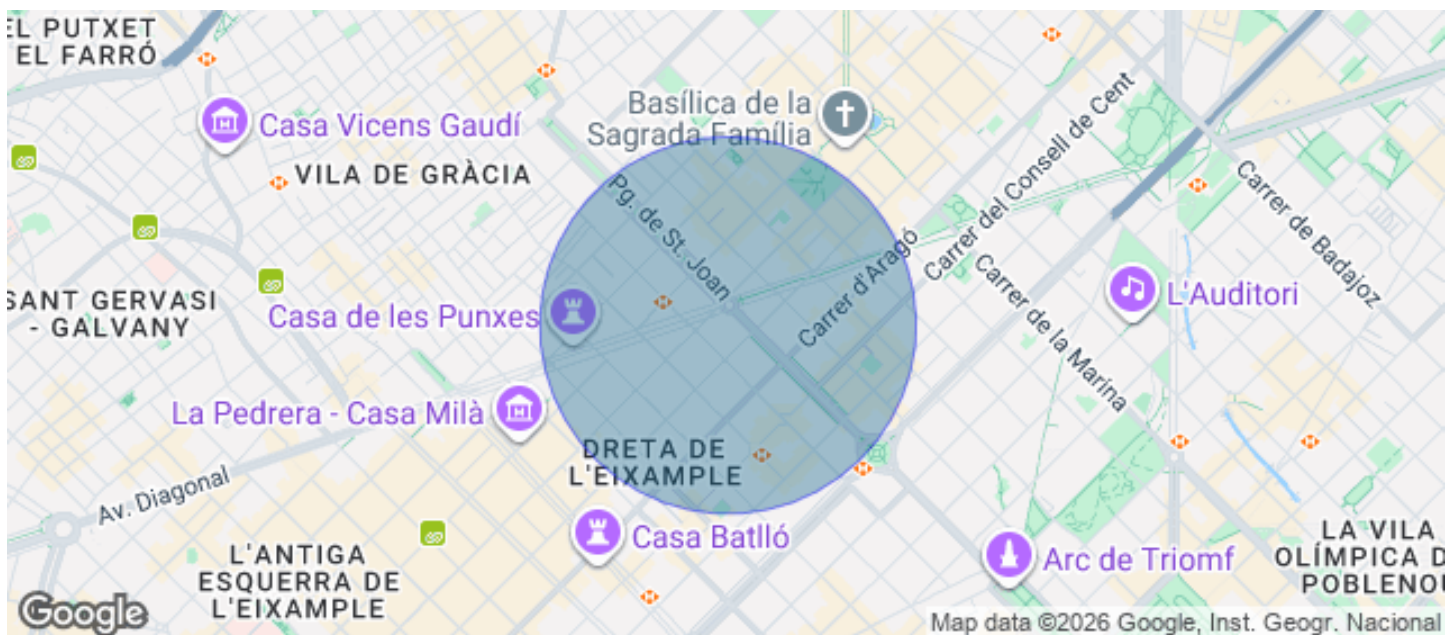 EL PUTXET
EL FARRÓ
Casa Vicens Gaudí
VILA DE GRÀCIA
Basílica de la
Sagrada Família
Carrer del Consell de Cent
Carrer de Badajoz
Pg. de St. Joan
Carrer d'Aragó
Carrer de la Marina
L'Auditori
SANT GERVASI
- GALVANY
Casa de les Punxes
La Pedrera - Casa Milà
DRETA DE
L'EIXAMPLE
Av. Diagonal
Casa Batlló
Arc de Triomf
L'ANTIGA
ESQUERRA DE
L'EIXAMPLE
LA VILA
OLÍMPICA D
POBLENOU
Google
Map data ©2026 Google, Inst. Geogr. Nacional